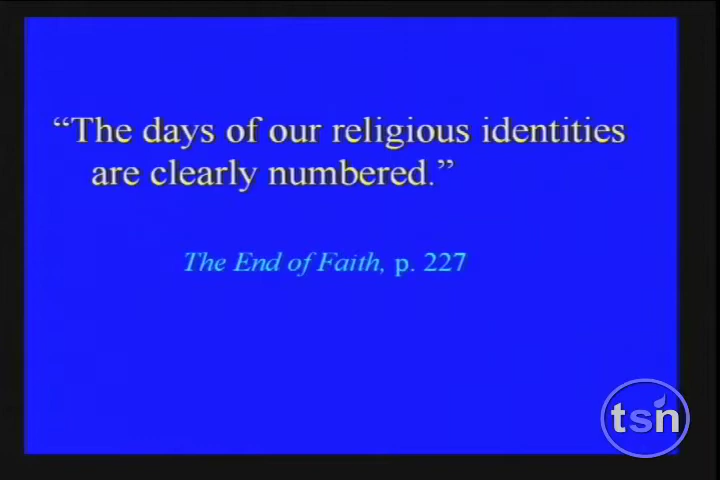 “The days of our religious identities
are clearly numbered.”
The End of Faith, p. 227
tsn